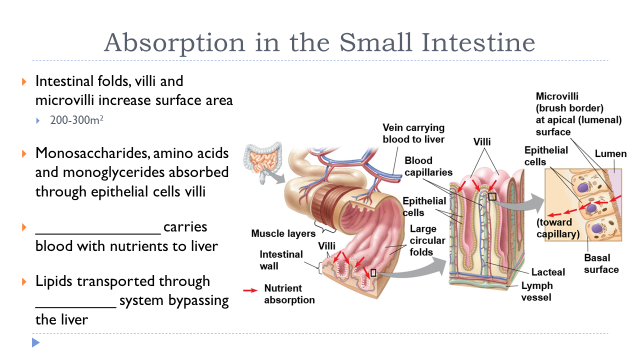 Absorption in the Small Intestine
Intestinal folds, villi and
microvilli increase surface area
200-300m²
Monosaccharides, amino acids
and monoglycerides absorbed
through epithelial cells villi
_______________ carries
blood with nutrients to liver
Lipids transported through
__________ system bypassing
the liver
Vein carrying
blood to liver
Muscle layers
Villi
Intestinal
wall
Large
circular
folds
Nutrient
absorption
Villi
Blood
capillaries
Epithelial
cells
Lacteal
Lymph
vessel
Microvilli
(brush border)
at apical (lumenal)
surface
Epithelial
cells
Lumen
(toward
capillary)
Basal
surface